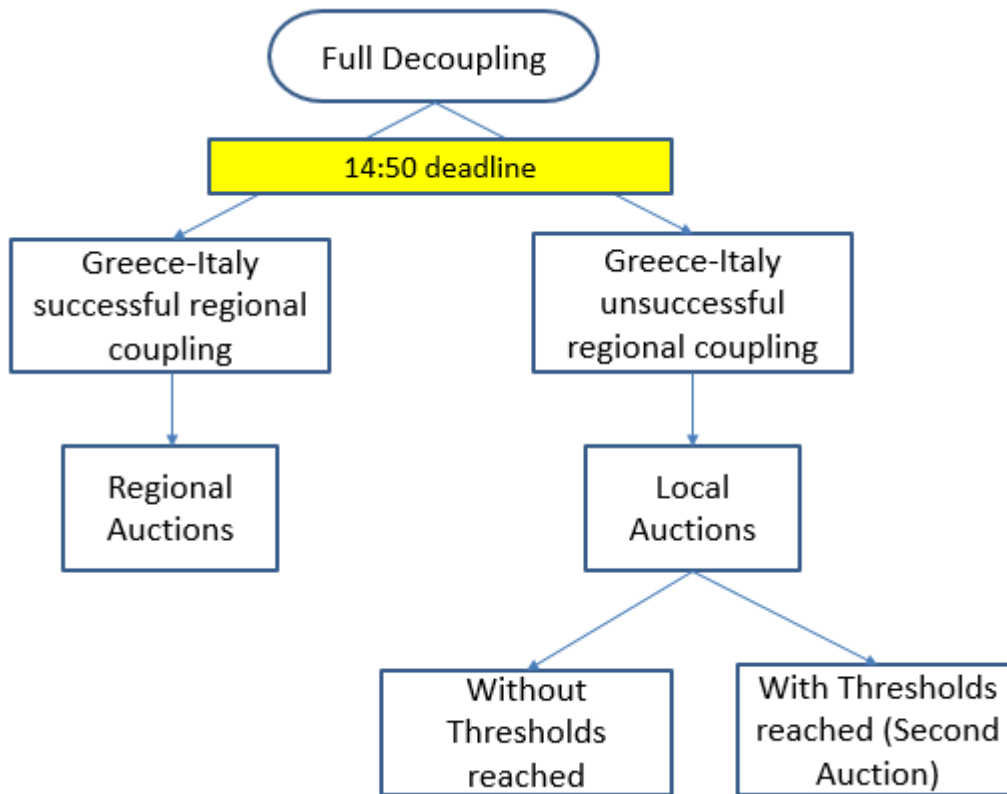 Full Decoupling
14:50 deadline
Greece-Italy
successful regional
coupling
Greece-Italy
unsuccessful
regional coupling
Regional
Auctions
Local
Auctions
Without
Thresholds
reached
With Thresholds
reached (Second
Auction)